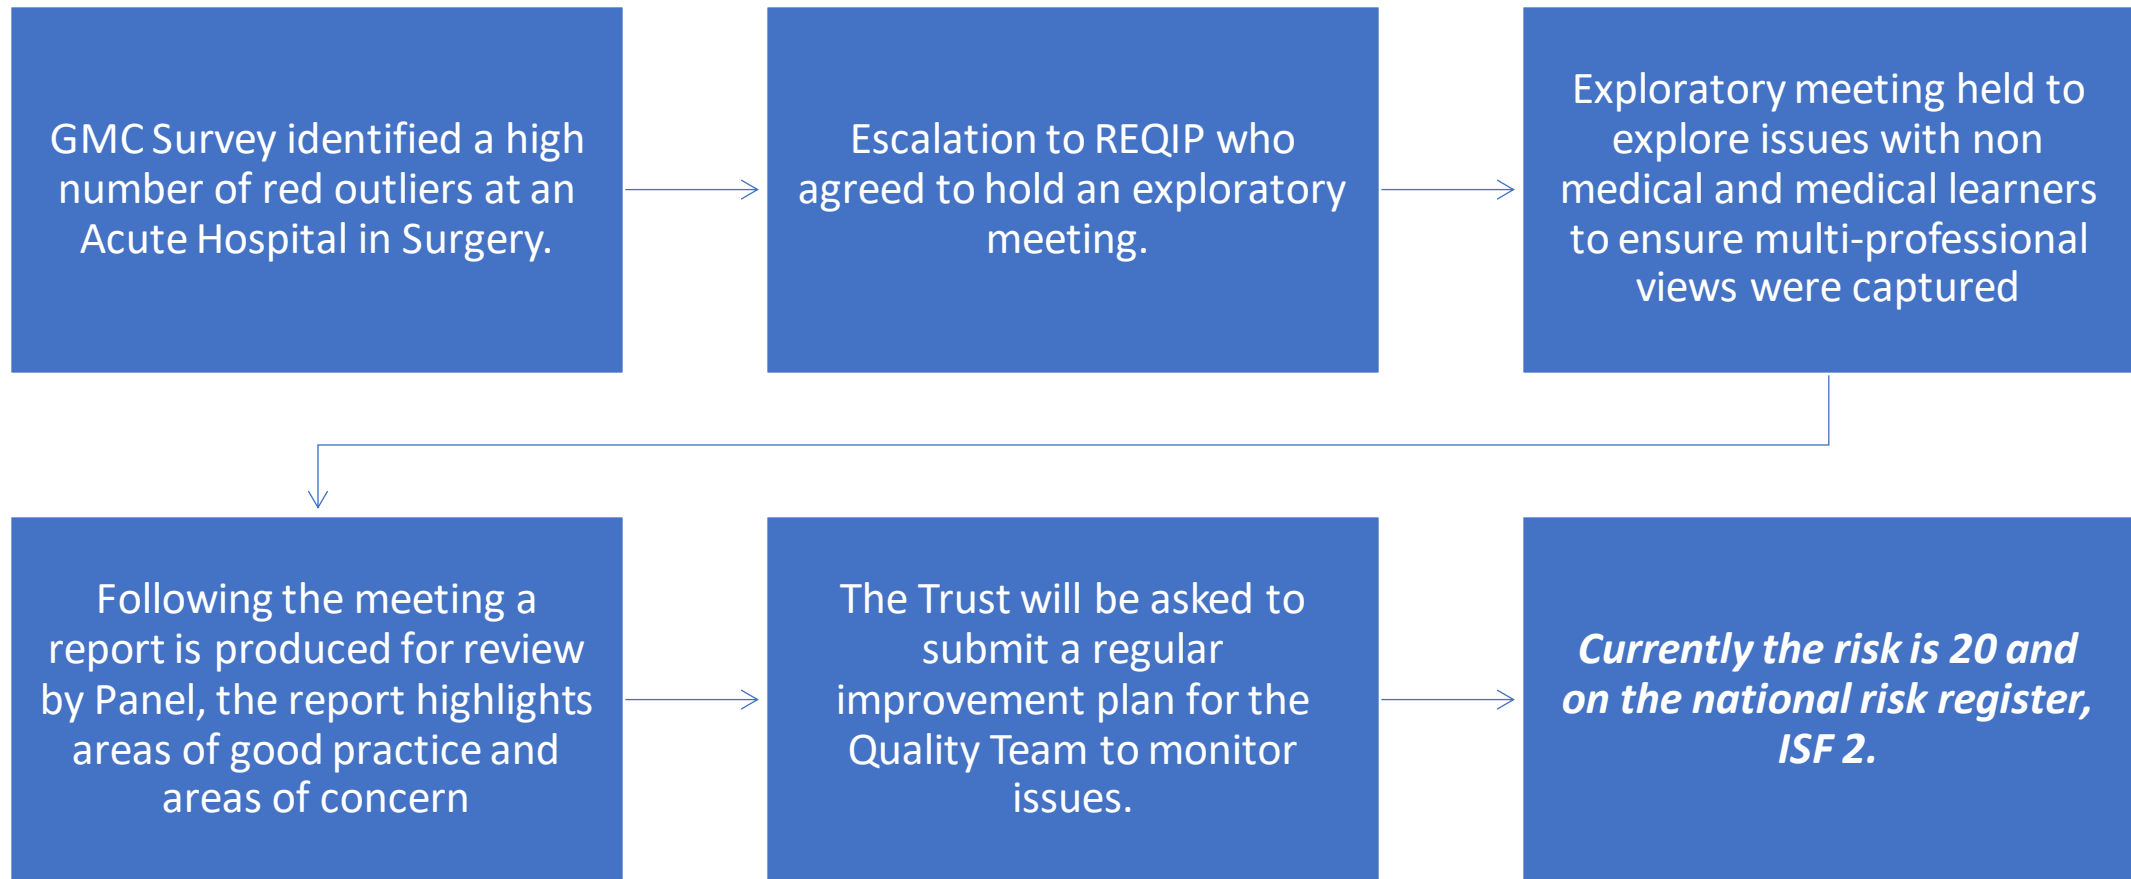 GMC Survey identified a high
number of red outliers at an
Acute Hospital in Surgery.
Escalation to REQIP who
agreed to hold an exploratory
meeting.
Exploratory meeting held to
explore issues with non
medical and medical learners
to ensure multi-professional
views were captured
Following the meeting a
report is produced for review
by Panel, the report highlights
areas of good practice and
areas of concern
The Trust will be asked to
submit a regular
improvement plan for the
Quality Team to monitor
issues.
Currently the risk is 20 and
on the national risk register,
ISF 2.